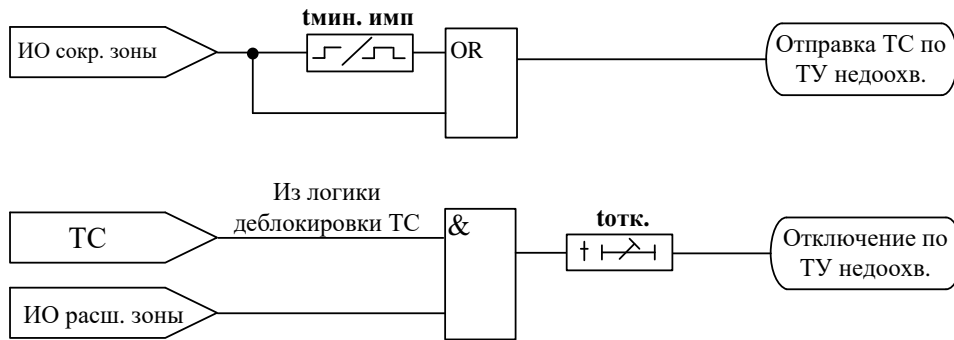 tмин. имп
ИО сокр. зоны
OR
Отправка ТС по
ТУ недоохв.
Из логики
деблокировки ТС
ТС
&
tотк.
Отключение по
ТУ недоохв.
ИО расш. зоны